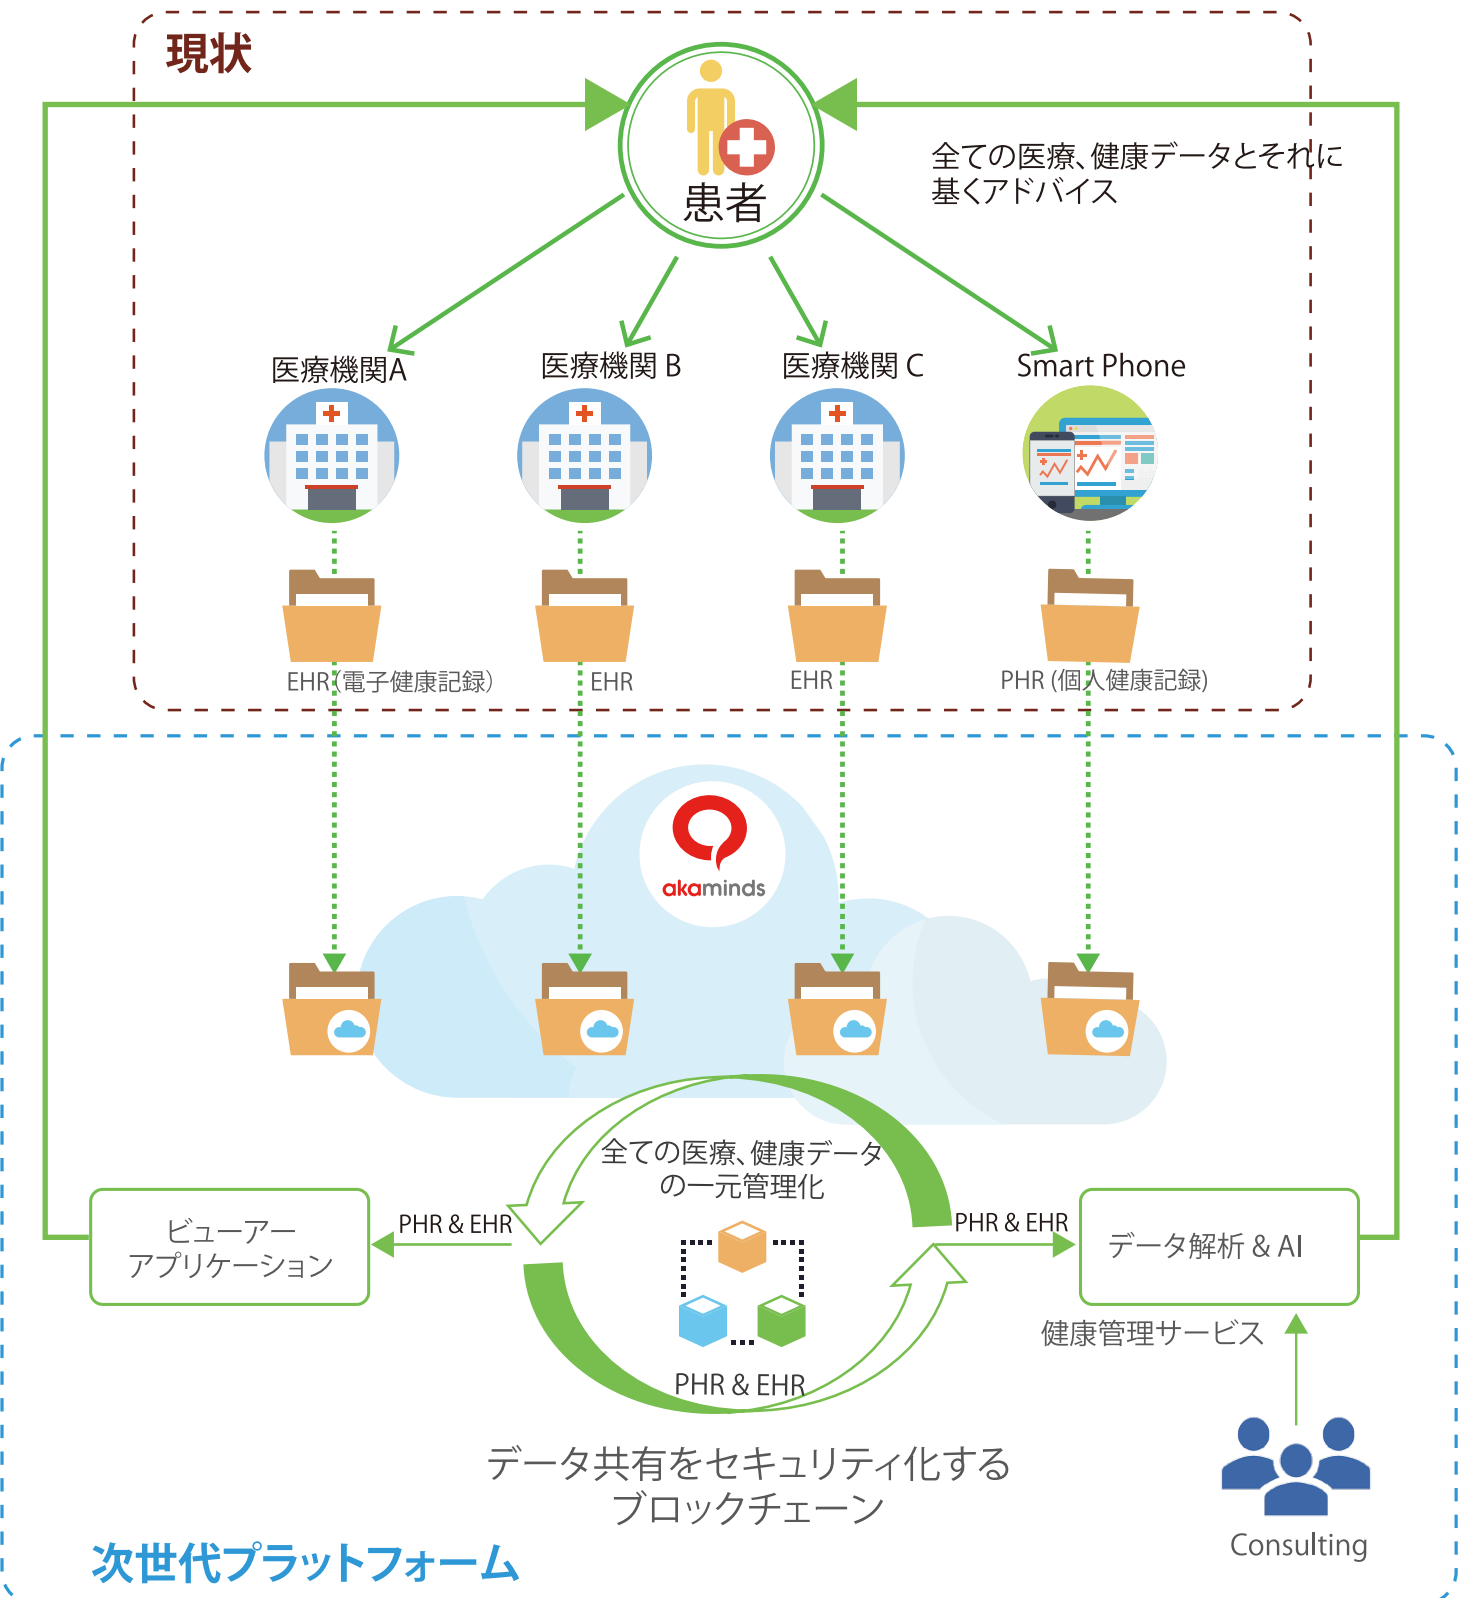 現状
患者
全ての医療、健康データとそれに
基くアドバイス
医療機関A
医療機関 B
医療機関 C
Smart Phone
EHR（電子健康記録）
EHR
EHR
PHR (個人健康記録)
akaminds
全ての医療、健康データ
の一元管理化
PHR & EHR
PHR & EHR
ビューアー
アプリケーション
データ解析 & AI
健康管理サービス
PHR & EHR
データ共有をセキュリティ化する
ブロックチェーン
Consulting
次世代プラットフォーム